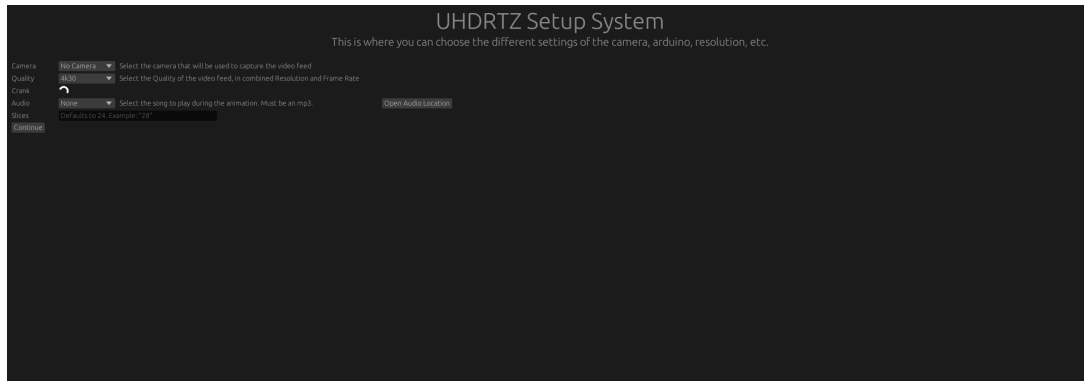 UHDRTZ Setup System
This is where you can choose the different settings of the camera, arduino, resolution, etc.
Camera No Camera Select the camera that will be used to capture the video feed
Quality 4k30 Select the Quality of the video feed, in combined Resolution and Frame Rate
Crank
Audio None Select the song to play during the animation. Must be an mp3. Open Audio Location
Slices Defaults to 24. Example: "28"
Continue